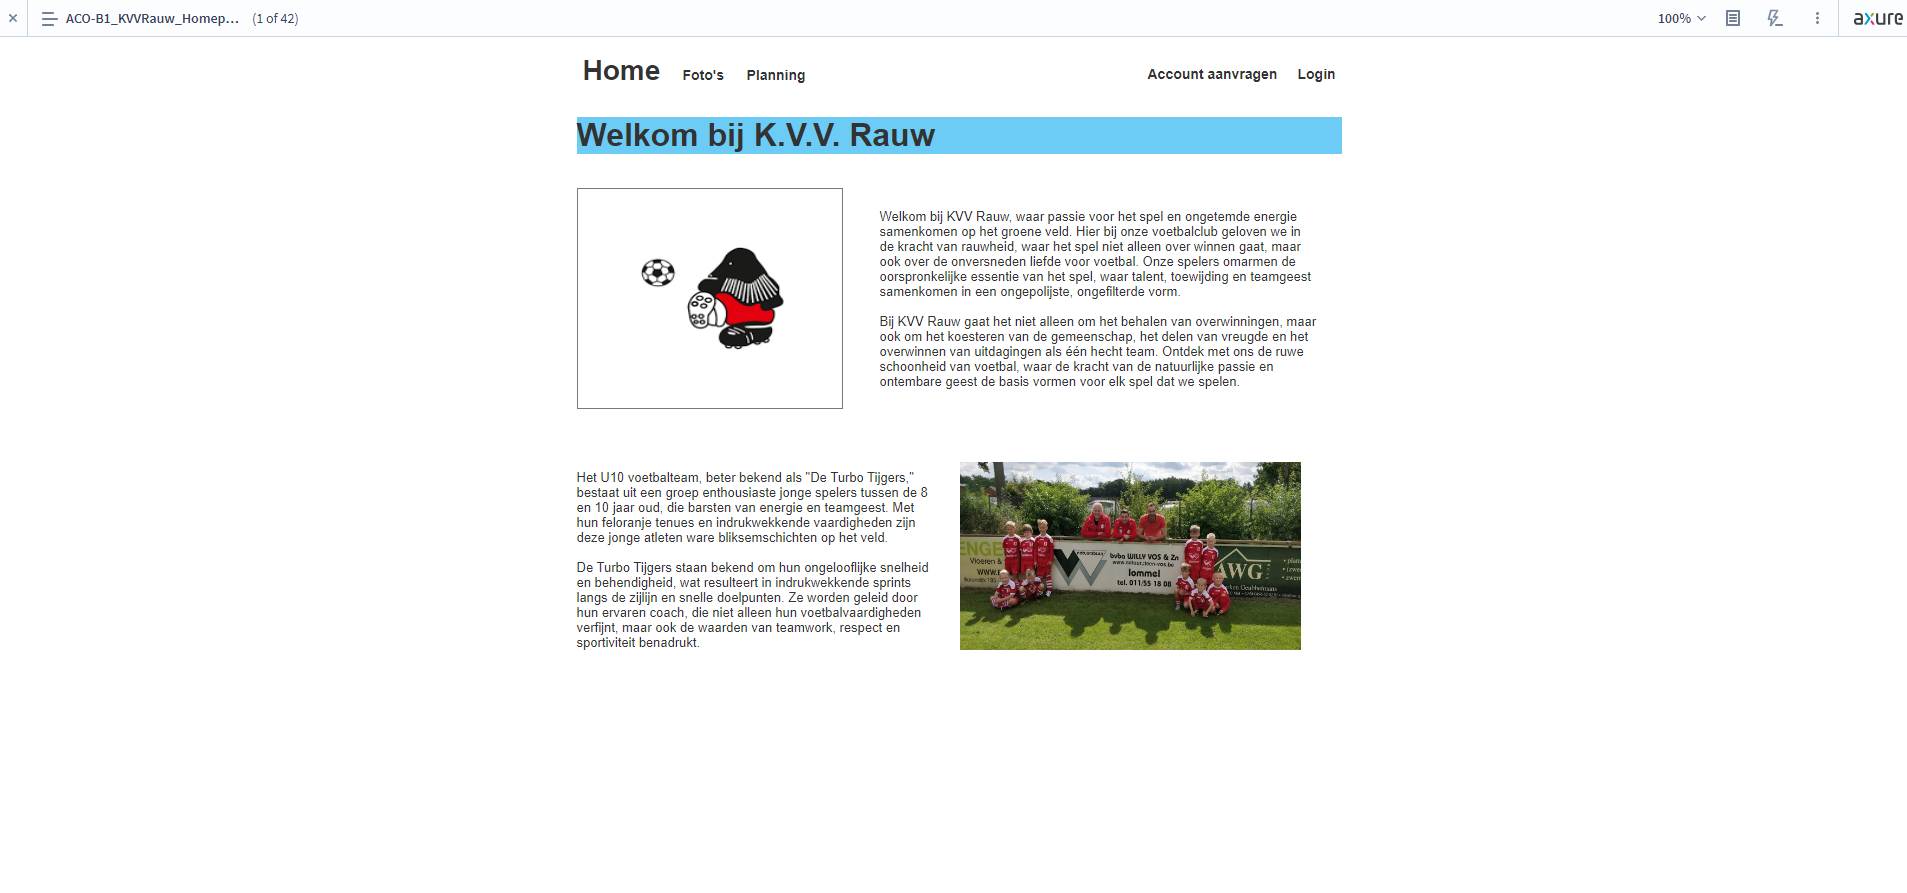 ACO-B1_KVVRauw_Homep... (1 of 42) 100% axure
Home Foto's Planning Account aanvragen Login
Welkom bij K.V.V. Rauw
Welkom bij KVV Rauw, waar passie voor het spel en ongetemde energie
samenkomen op het groene veld. Hier bij onze voetbalclub geloven we in
de kracht van rauwheid, waar het spel niet alleen over winnen gaat, maar
ook over de onversneden liefde voor voetbal. Onze spelers omarmen de
oorspronkelijke essentie van het spel, waar talent, toewijding en teamgeest
samenkomen in een ongepolijste, ongefilterde vorm.
Bij KVV Rauw gaat het niet alleen om het behalen van overwinningen, maar
ook om het koesteren van de gemeenschap, het delen van vreugde en het
overwinnen van uitdagingen als één hecht team. Ontdek met ons de ruwe
schoonheid van voetbal, waar de kracht van de natuurlijke passie en
ontembare geest de basis vormen voor elk spel dat we spelen.
Het U10 voetbalteam, beter bekend als "De Turbo Tijgers,"
bestaat uit een groep enthousiaste jonge spelers tussen de 8
en 10 jaar oud, die barsten van energie en teamgeest. Met
hun feloranje tenues en indrukwekkende vaardigheden zijn
deze jonge atleten ware bliksemschichten op het veld.
De Turbo Tijgers staan bekend om hun ongelooflijke snelheid
en behendigheid, wat resulteert in indrukwekkende sprints
langs de zijlijn en snelle doelpunten. Ze worden geleid door
hun ervaren coach, die niet alleen hun voetbalvaardigheden
verfijnt, maar ook de waarden van teamwork, respect en
sportiviteit benadrukt.
bvba WILLY VOS & Zn
www.natuursteen-vos.be
lommel
tel. 011/55 18 08
AWG